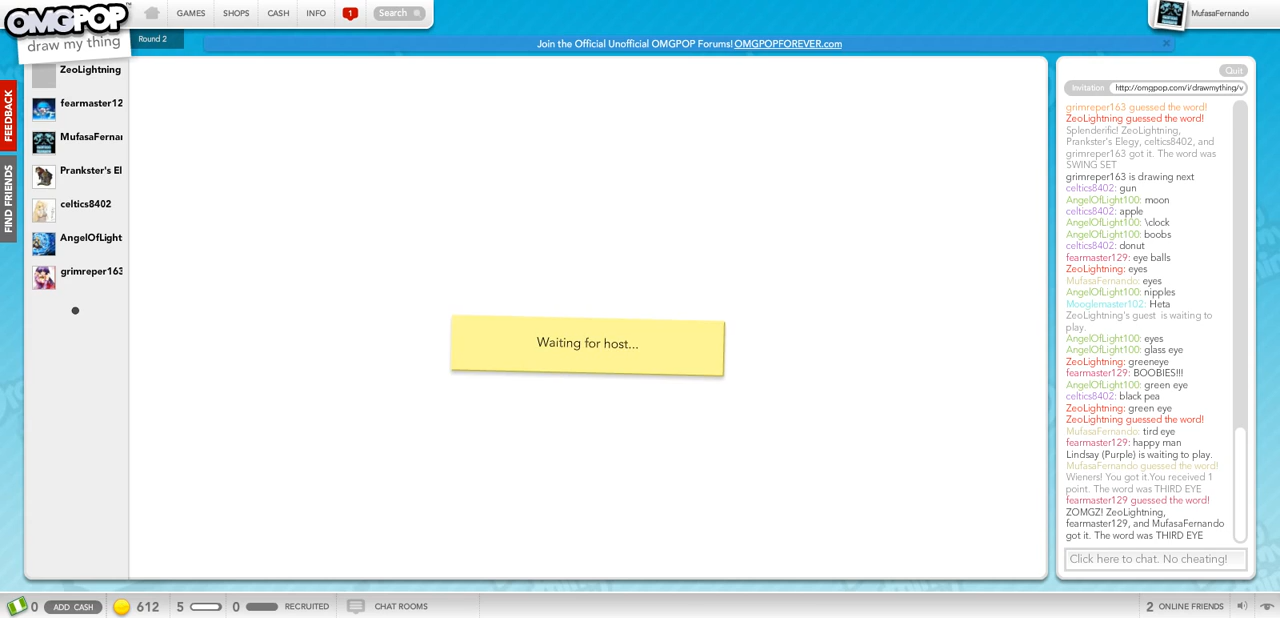 OMGPOP
™
draw my thing
GAMES
SHOPS
CASH
INFO
1
Search
MufasaFernando
Round 2
Join the Official Unofficial OMGPOP Forums! OMGPOPFOREVER.com
FEEDBACK
FIND FRIENDS
ZeoLightning
fearmaster12
MufasaFernar
Prankster's El
celtics8402
AngelOfLight
grimreper163
Waiting for host...
Quit
Invitation
http://omgpop.com/i/drawmything/v
grimreper163 guessed the word!
ZeoLightning guessed the word!
Splenderific! ZeoLightning,
Prankster's Elegy, celtics8402, and
grimreper163 got it. The word was
SWING SET
grimreper163 is drawing next
celtics8402: gun
AngelOfLight100: moon
celtics8402: apple
AngelOfLight100: \clock
AngelOfLight100: boobs
celtics8402: donut
fearmaster129: eye balls
ZeoLightning: eyes
MufasaFernando: eyes
AngelOfLight100: nipples
Mooglemaster102: Heta
ZeoLightning's guest is waiting to
play.
AngelOfLight100: eyes
AngelOfLight100: glass eye
ZeoLightning: greeneye
fearmaster129: BOOBIES!!!
AngelOfLight100: green eye
celtics8402: black pea
ZeoLightning: green eye
ZeoLightning guessed the word!
MufasaFernando: tird eye
fearmaster129: happy man
Lindsay (Purple) is waiting to play.
MufasaFernando guessed the word!
Wieners! You got it.You received 1
point. The word was THIRD EYE
fearmaster129 guessed the word!
ZOMGZ! ZeoLightning,
fearmaster129, and MufasaFernando
got it. The word was THIRD EYE
Click here to chat. No cheating!
0
ADD CASH
612
5
0
RECRUITED
CHAT ROOMS
2 ONLINE FRIENDS